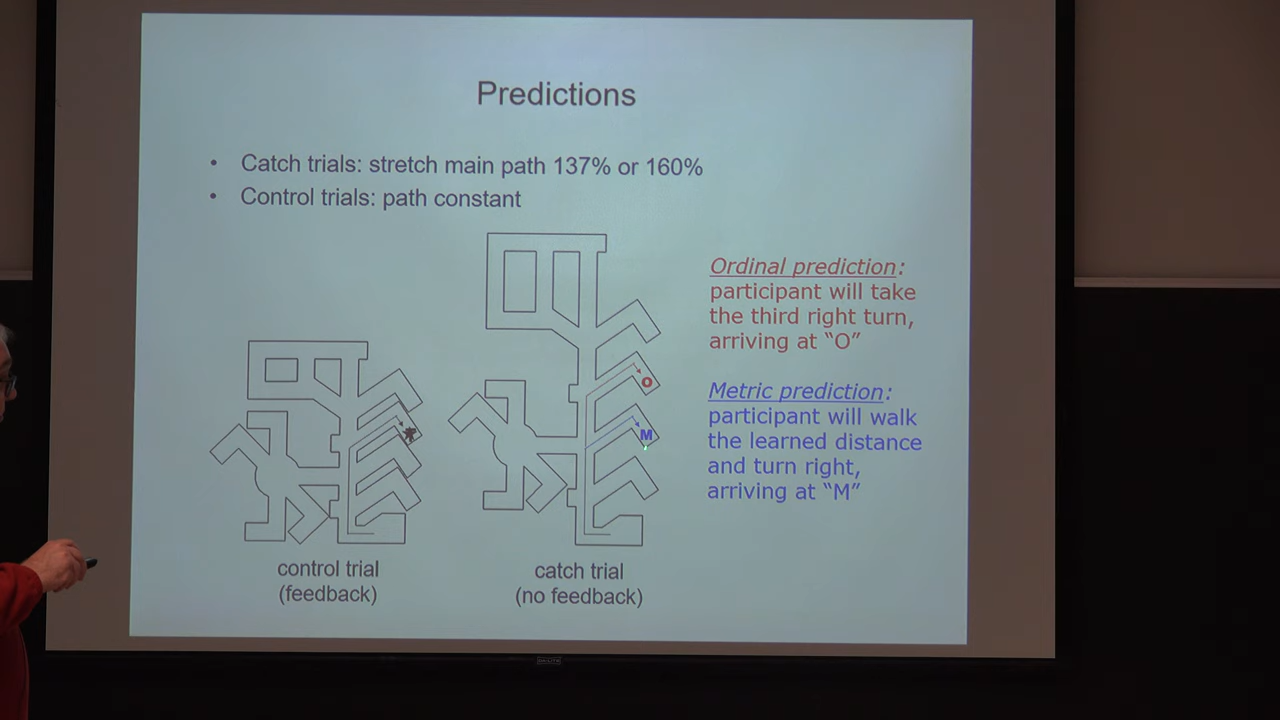 Predictions
• Catch trials: stretch main path 137% or 160%
• Control trials: path constant
Ordinal prediction:
participant will take
the third right turn,
arriving at “O”
Metric prediction:
participant will walk
the learned distance
and turn right,
arriving at “M”
O
M
control trial
(feedback)
catch trial
(no feedback)
DA-LITE